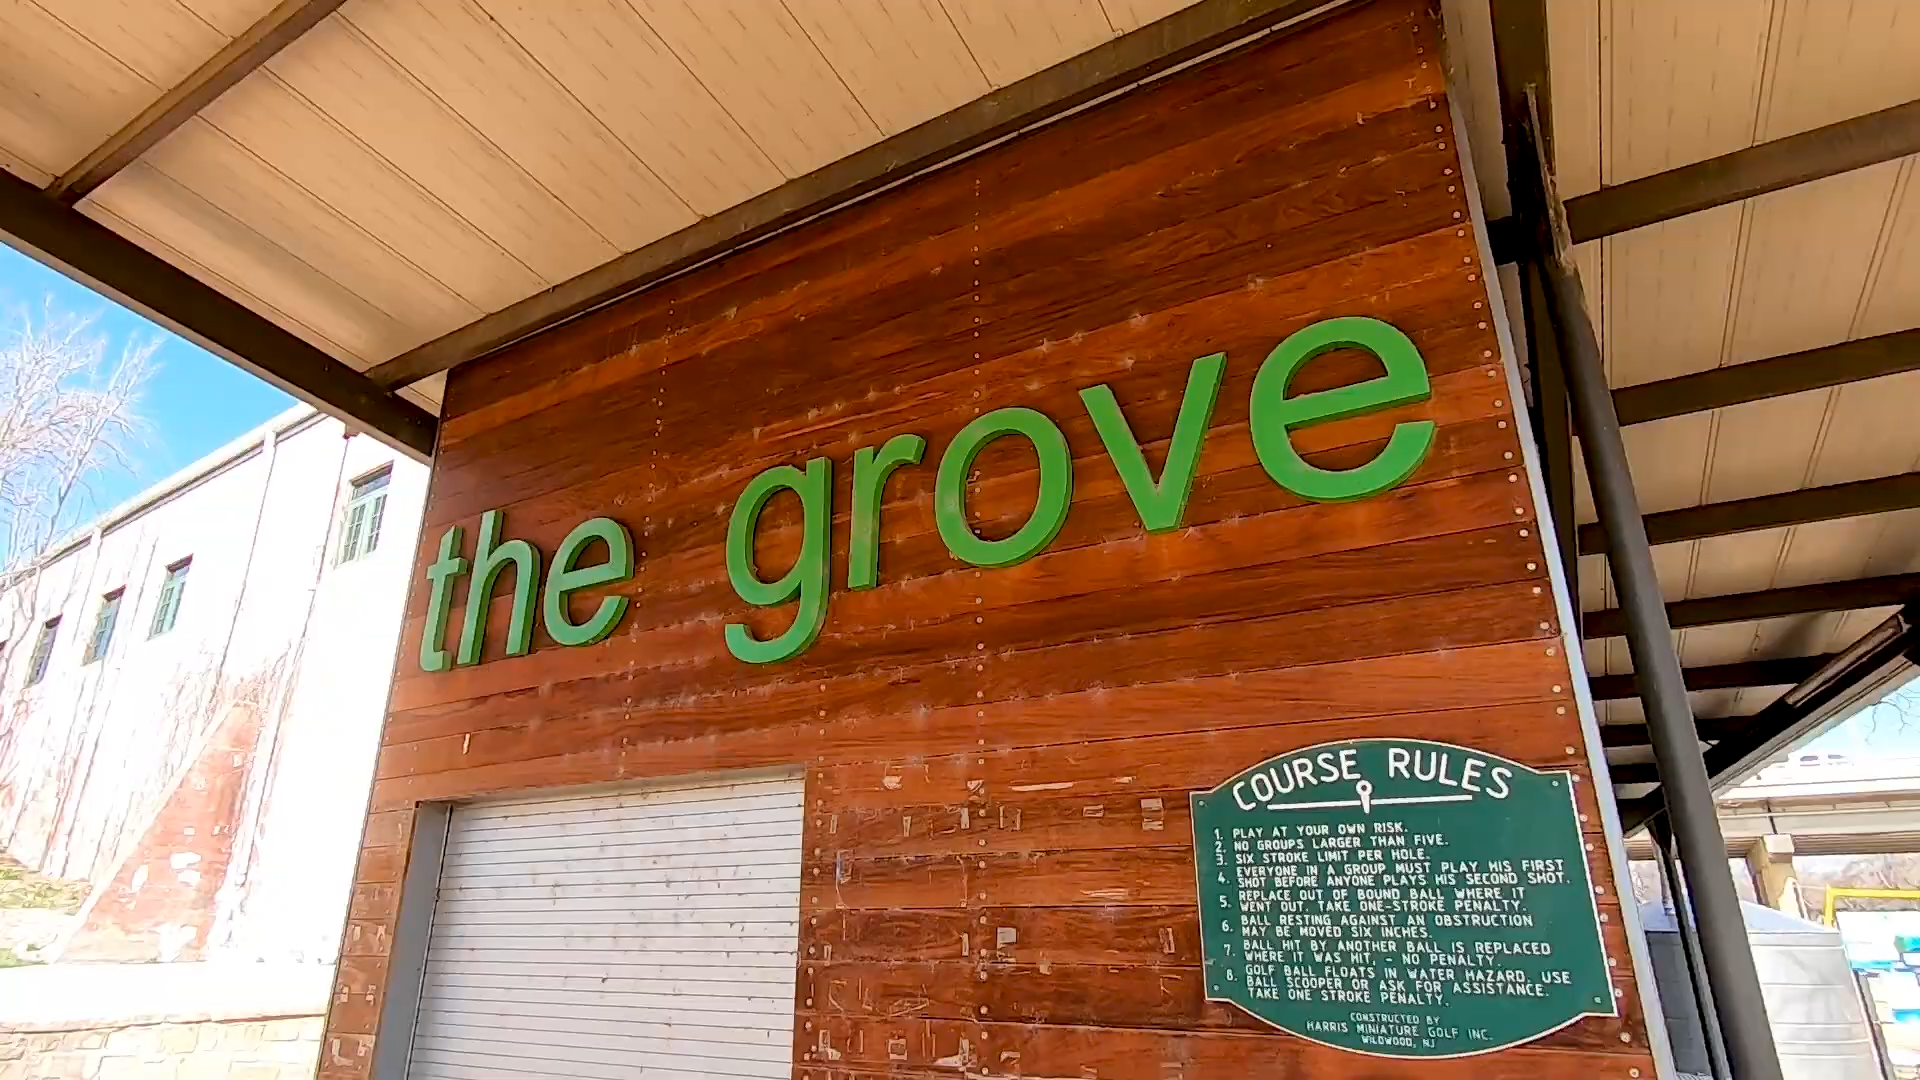 the grove
COURSE RULES
1. PLAY AT YOUR OWN RISK.
2. NO GROUPS LARGER THAN FIVE.
3. SIX STROKE LIMIT PER HOLE.
4. EVERYONE IN A GROUP MUST PLAY HIS FIRST
SHOT BEFORE ANYONE PLAYS HIS SECOND SHOT.
5. REPLACE OUT OF BOUND BALL WHERE IT
WENT OUT. TAKE ONE-STROKE PENALTY.
6. BALL RESTING AGAINST AN OBSTRUCTION
MAY BE MOVED SIX INCHES.
7. BALL HIT BY ANOTHER BALL IS REPLACED
WHERE IT WAS HIT. - NO PENALTY.
8. GOLF BALL FLOATS IN WATER HAZARD. USE
BALL SCOOPER OR ASK FOR ASSISTANCE.
TAKE ONE STROKE PENALTY.
CONSTRUCTED BY
HARRIS MINIATURE GOLF INC.
WILDWOOD, NJ